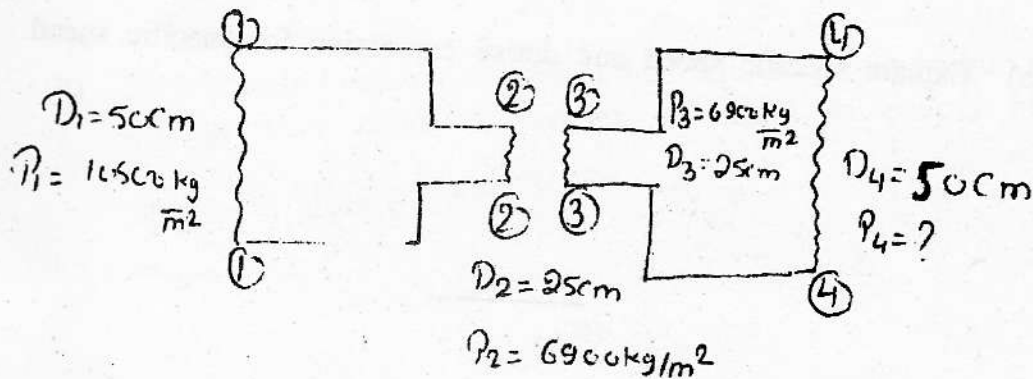 ① ② ③ ④
D₁=50cm
P₁= 10500 kg/m²
① ② ③ ④
D₂=25cm
P₂= 6900kg/m²
P₃=6900kg/m²
D₃=25cm
D₄=50cm
P₄=?